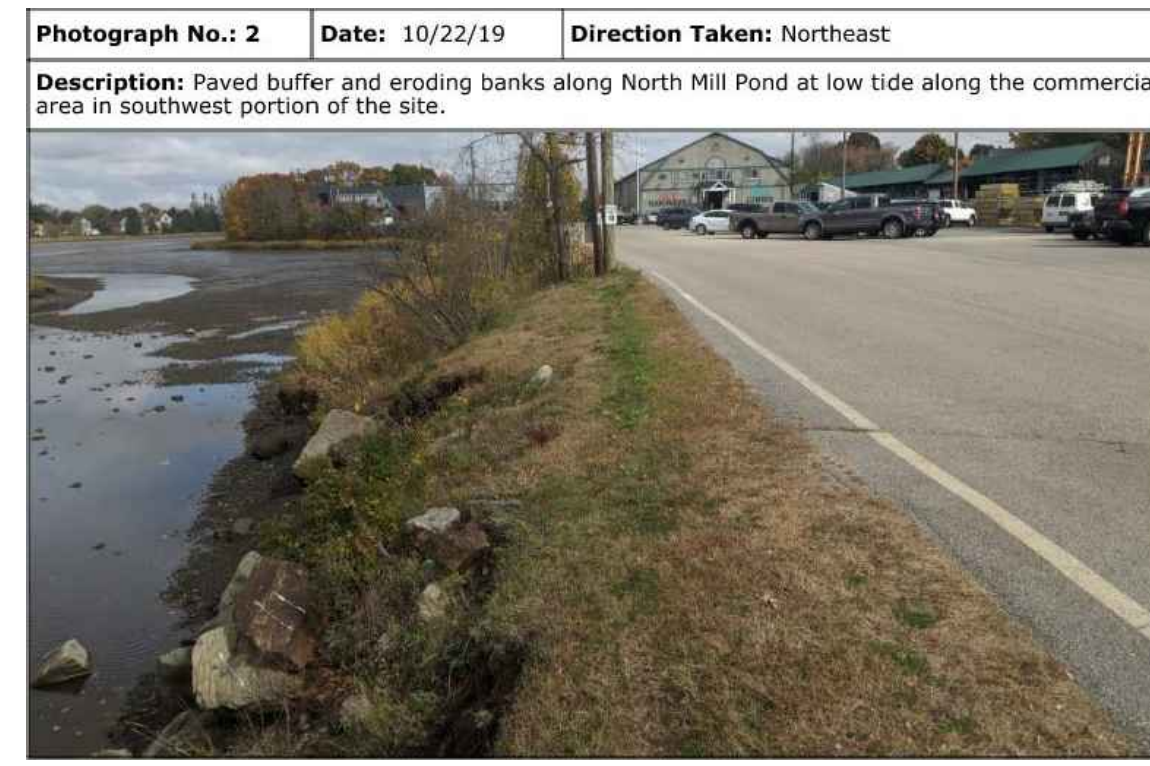 Photograph No.: 2
Date: 10/22/19
Direction Taken: Northeast
Description: Paved buffer and eroding banks along North Mill Pond at low tide along the commercia
area in southwest portion of the site.